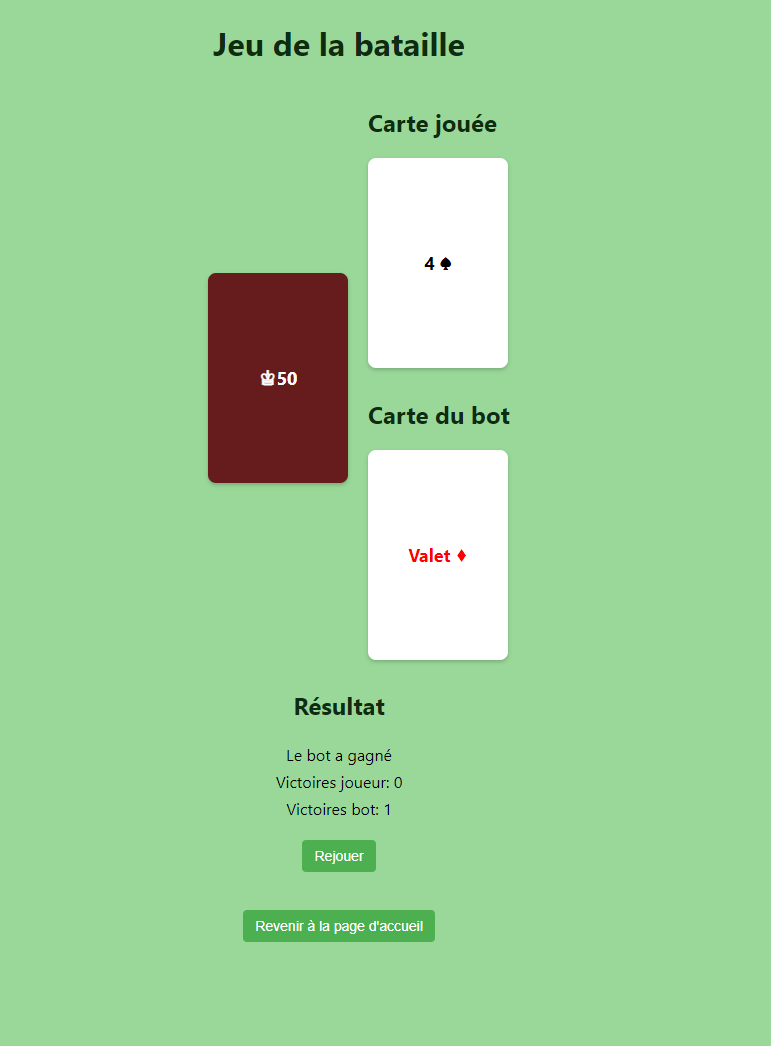 Jeu de la bataille
Carte jouée
4 ♠
♚50
Carte du bot
Valet ♦
Résultat
Le bot a gagné
Victoires joueur: 0
Victoires bot: 1
Rejouer
Revenir à la page d'accueil